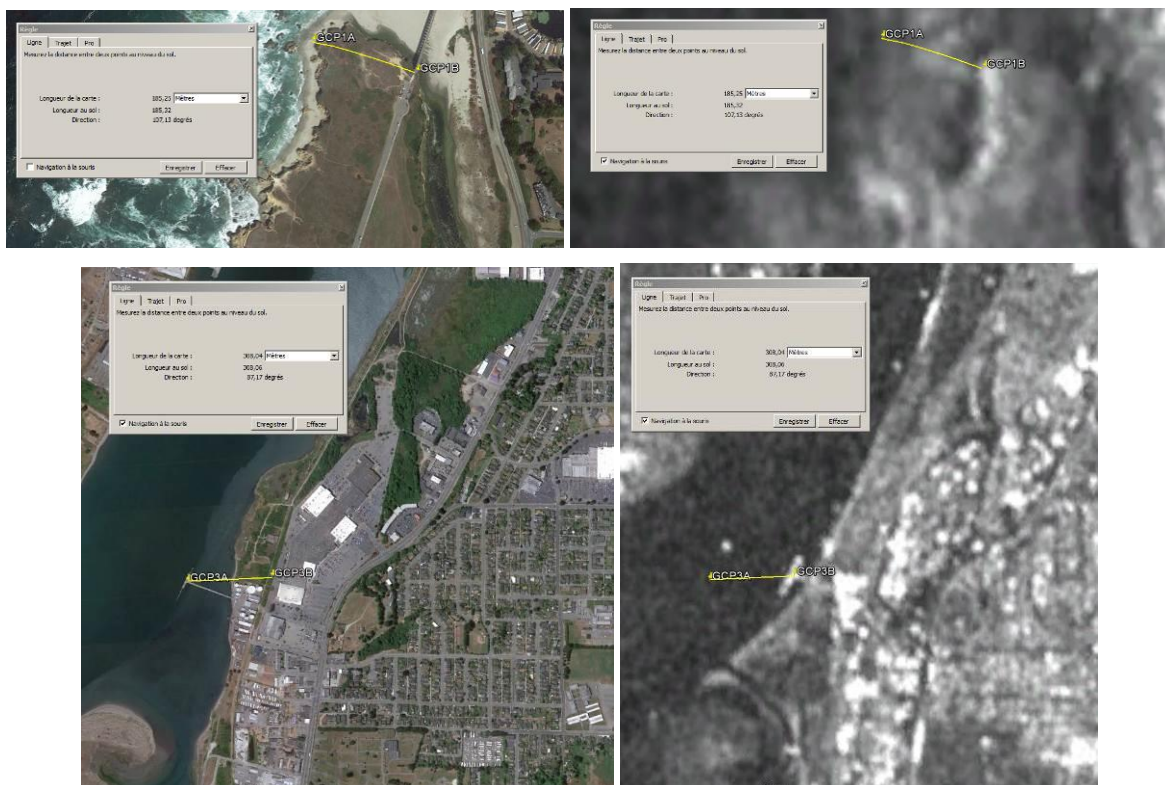 Règle
Ligne Trajet Pro
Mesurez la distance entre deux points au niveau du sol.
Longueur de la carte : 185,25 Mètres
Longueur au sol : 185,32
Direction : 107,13 degrés
Navigation à la souris Enregistrer Effacer
GCP1A
GCP1B
Règle
Ligne Trajet Pro
Mesurez la distance entre deux points au niveau du sol.
Longueur de la carte : 185,25 Mètres
Longueur au sol : 185,32
Direction : 107,13 degrés
Navigation à la souris Enregistrer Effacer
GCP1A
GCP1B
Règle
Ligne Trajet Pro
Mesurez la distance entre deux points au niveau du sol.
Longueur de la carte : 308,04 Mètres
Longueur au sol : 308,06
Direction : 87,17 degrés
Navigation à la souris Enregistrer Effacer
GCP3A
GCP3B
Règle
Ligne Trajet Pro
Mesurez la distance entre deux points au niveau du sol.
Longueur de la carte : 308,04 Mètres
Longueur au sol : 308,06
Direction : 87,17 degrés
Navigation à la souris Enregistrer Effacer
GCP3A
GCP3B